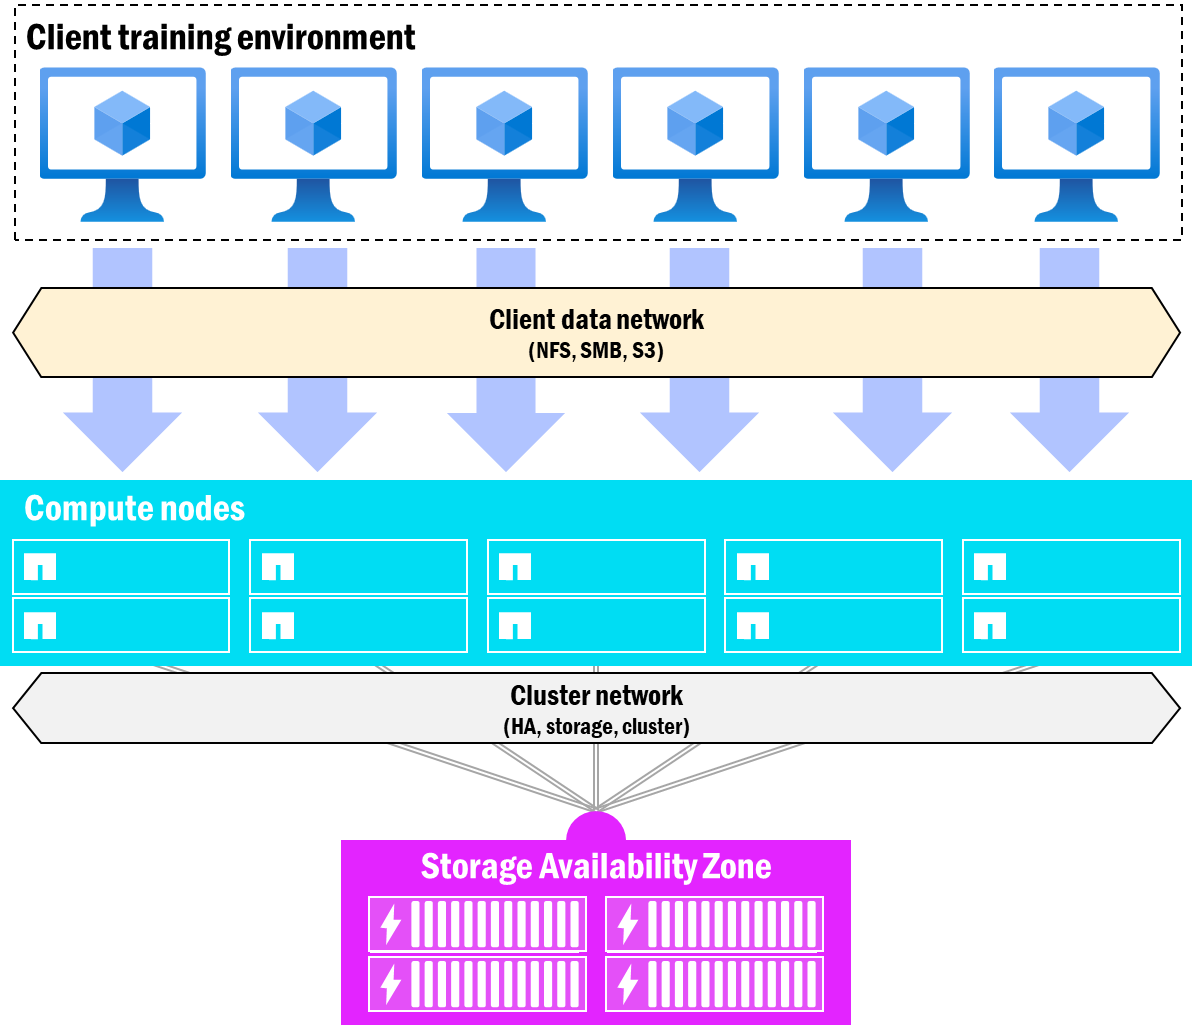 Client training environment
Client data network
(NFS, SMB, S3)
Compute nodes
Cluster network
(HA, storage, cluster)
Storage Availability Zone